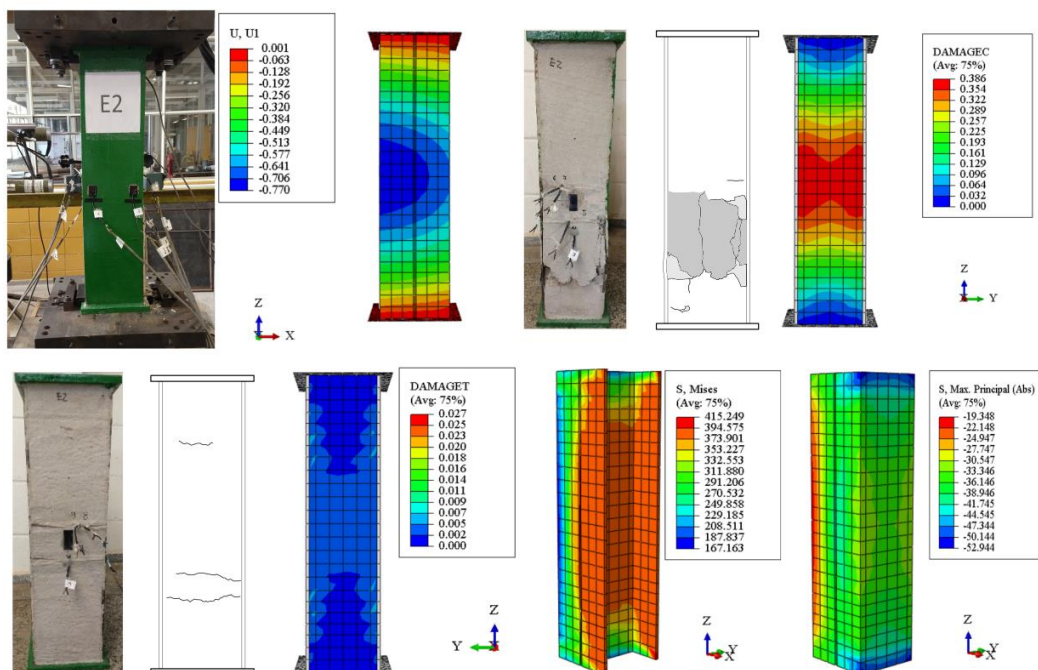 E2
U, U1
0.001
-0.063
-0.128
-0.192
-0.256
-0.320
-0.384
-0.449
-0.513
-0.577
-0.641
-0.706
-0.770
Z
X
E2
DAMAGEC
(Avg: 75%)
0.386
0.354
0.322
0.289
0.257
0.225
0.193
0.161
0.129
0.096
0.064
0.032
0.000
Z
X
Y
E2
DAMAGET
(Avg: 75%)
0.027
0.025
0.023
0.020
0.018
0.016
0.014
0.011
0.009
0.007
0.005
0.002
0.000
Z
Y
X
S, Mises
(Avg: 75%)
415.249
394.575
373.901
353.227
332.553
311.880
291.206
270.532
249.858
229.185
208.511
187.837
167.163
Z
Y
X
S, Max. Principal (Abs)
(Avg: 75%)
-19.348
-22.148
-24.947
-27.747
-30.547
-33.346
-36.146
-38.946
-41.745
-44.545
-47.344
-50.144
-52.944
Z
Y
X